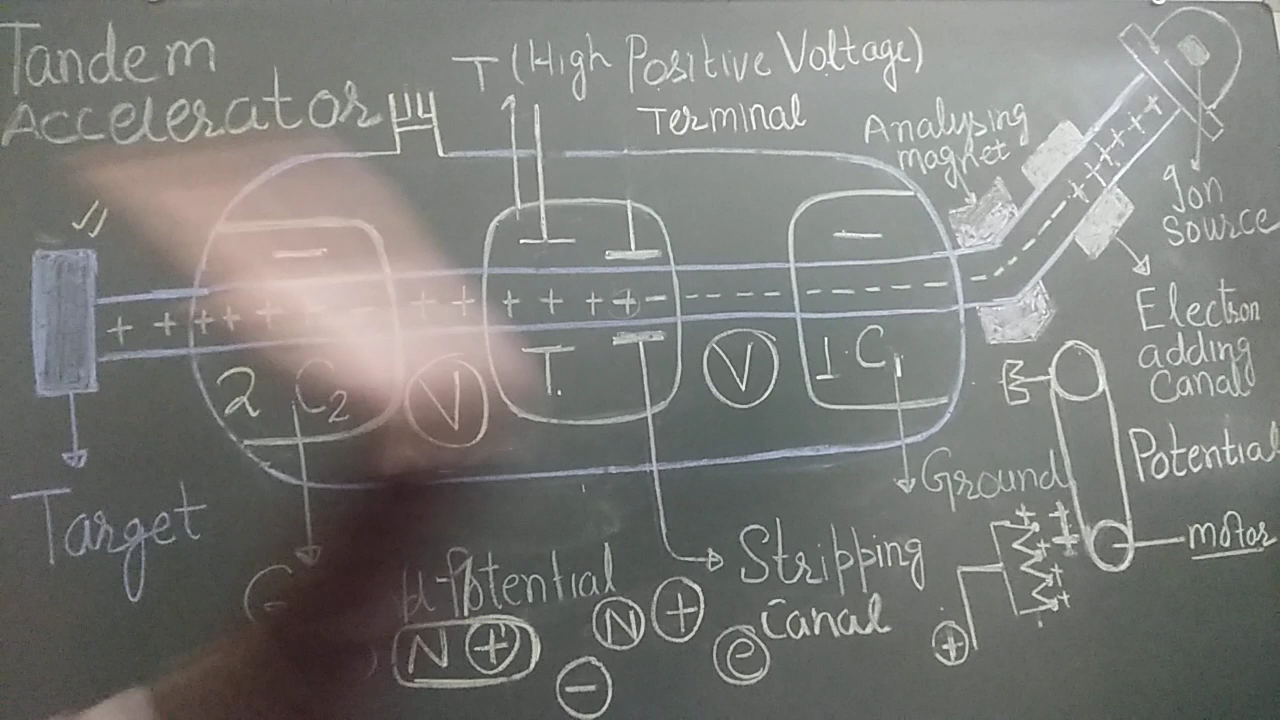 Tandem
Accelerator
T (High Positive Voltage)
Terminal
Analysing
magnet
Ion
Source
Electron
adding
Canal
2 C2
V
T.
V
1. C1
Target
Ground
Potential
motor
Potential
Stripping
Canal
N +
N +
e
-
+